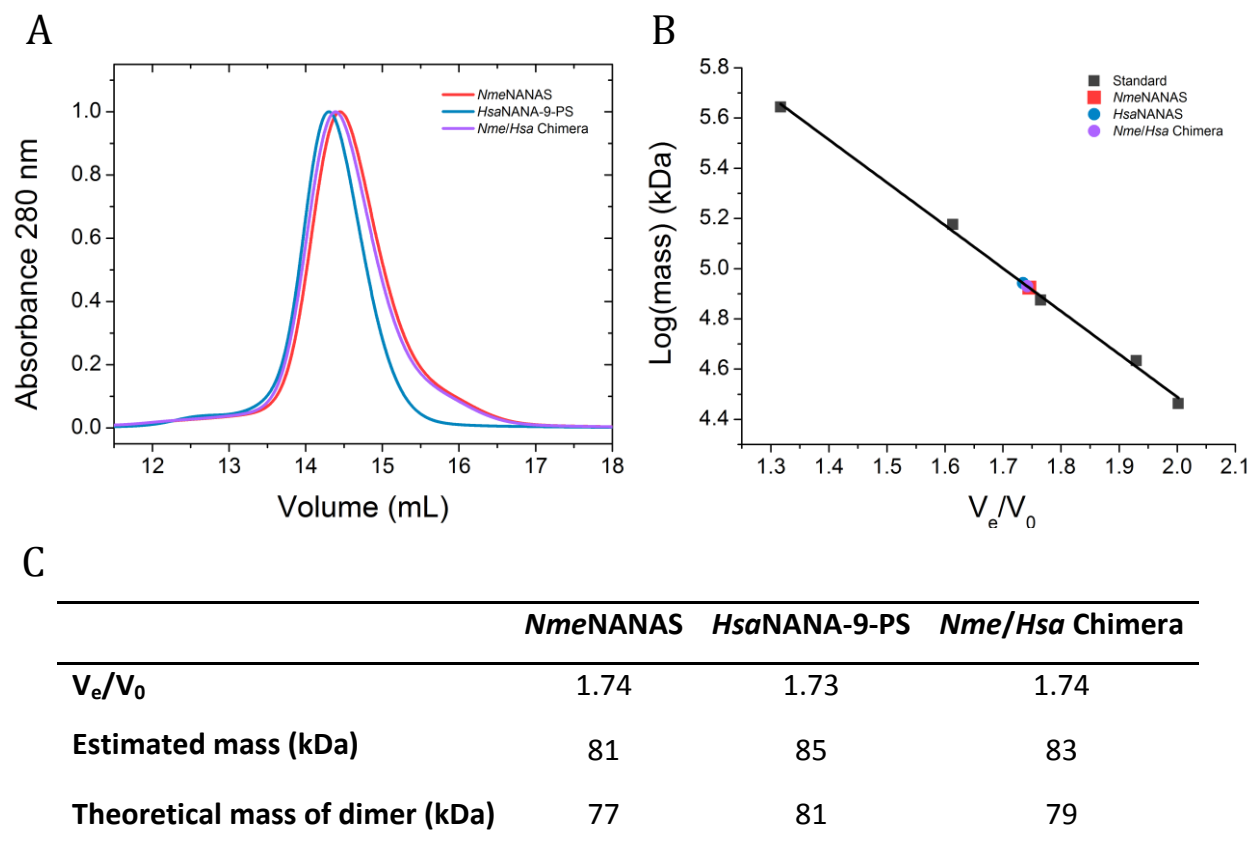 A
Absorbance 280 nm
1.0
0.8
0.6
0.4
0.2
0.0
12 13 14 15 16 17 18
Volume (mL)
NmeNANAS
HsaNANA-9-PS
Nme/Hsa Chimera
B
Log(mass) (kDa)
5.8
5.6
5.4
5.2
5.0
4.8
4.6
4.4
1.3 1.4 1.5 1.6 1.7 1.8 1.9 2.0 2.1
Ve/V0
Standard
NmeNANAS
HsaNANAS
Nme/Hsa Chimera
C
NmeNANAS HsaNANA-9-PS Nme/Hsa Chimera
Ve/V0 1.74 1.73 1.74
Estimated mass (kDa) 81 85 83
Theoretical mass of dimer (kDa) 77 81 79